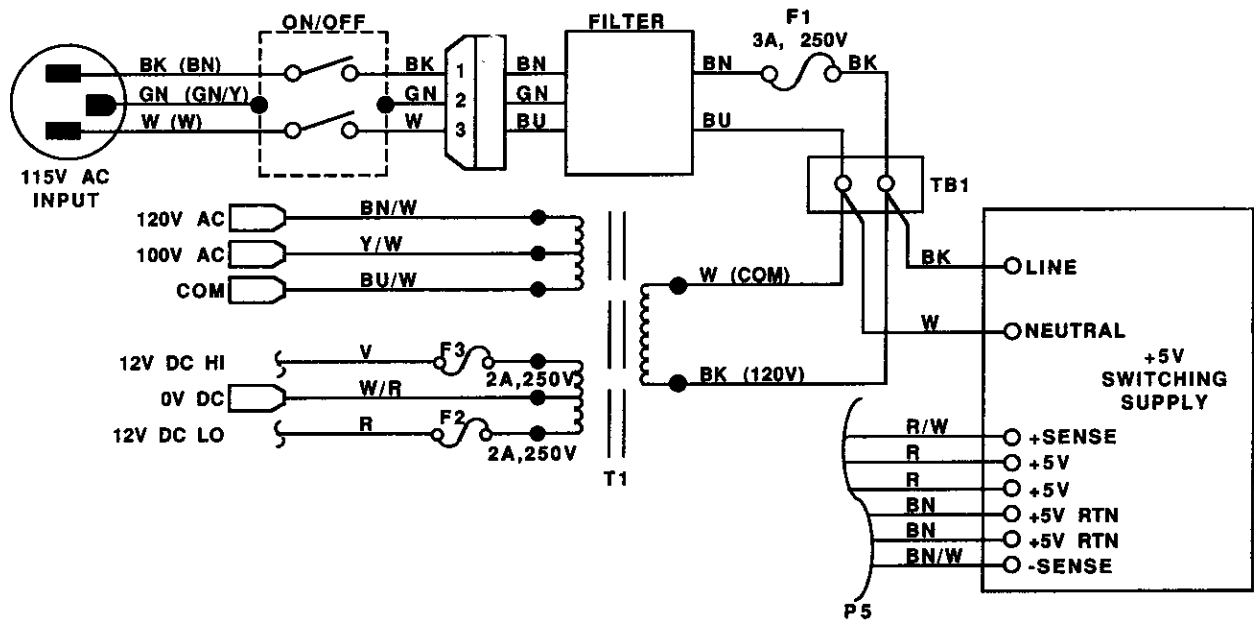 ON/OFF
FILTER
F1
3A, 250V
BK (BN)
BK
1
BN
BN
BK
GN (GN/Y)
GN
2
GN
W (W)
W
3
BU
BU
115V AC
INPUT
TB1
120V AC
BN/W
100V AC
Y/W
COM
BU/W
W (COM)
BK
LINE
W
NEUTRAL
12V DC HI
V
F3
2A,250V
0V DC
W/R
BK (120V)
12V DC LO
R
F2
2A,250V
T1
+5V
SWITCHING
SUPPLY
R/W
+SENSE
R
+5V
R
+5V
BN
+5V RTN
BN
+5V RTN
BN/W
-SENSE
P5